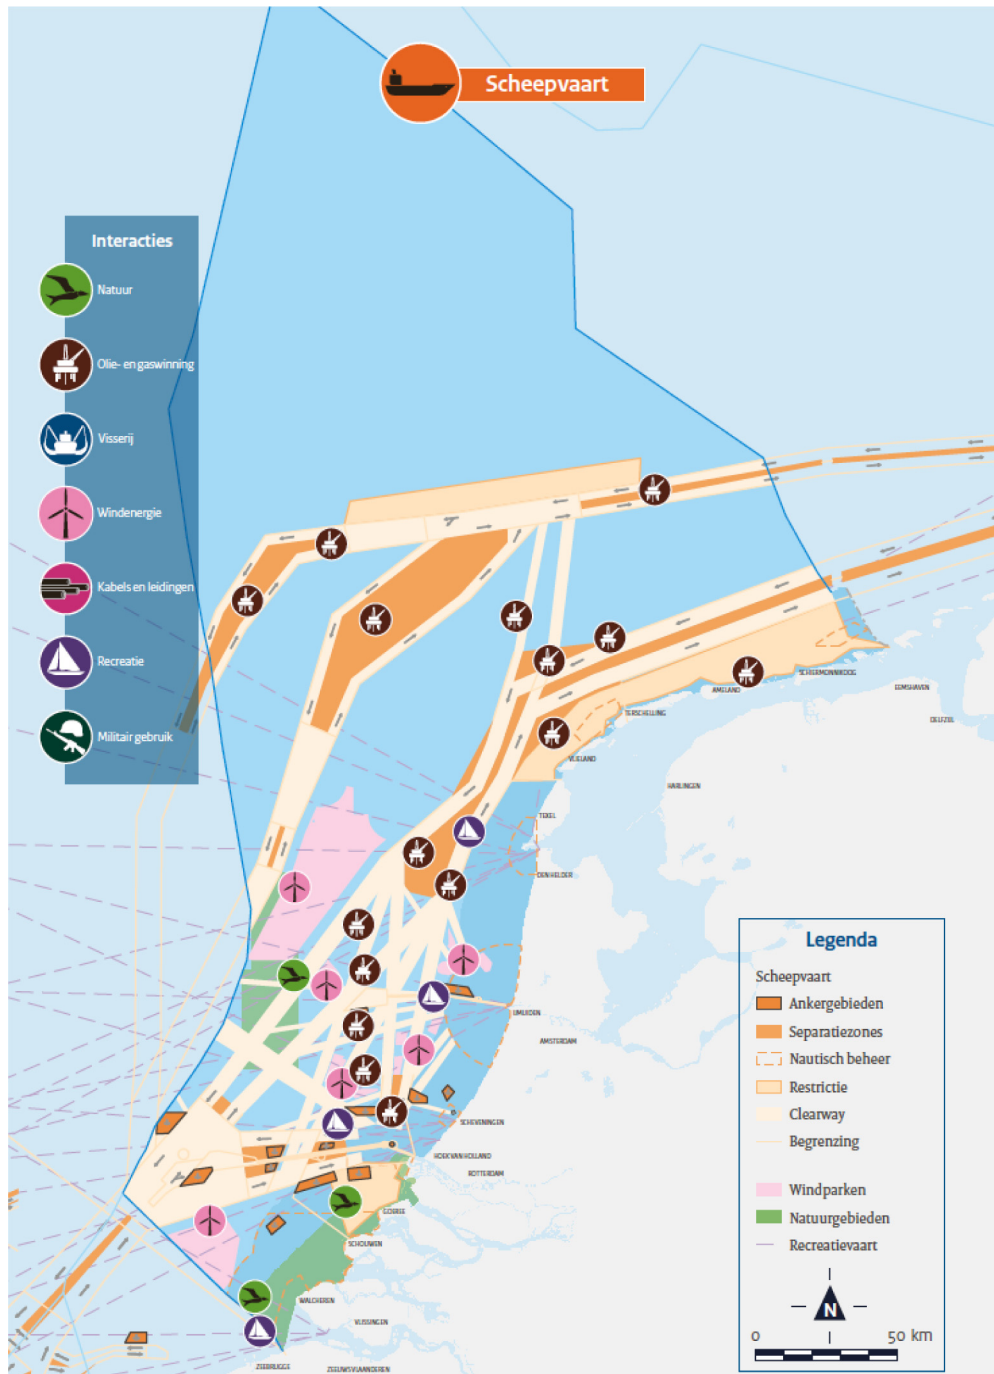 Scheepvaart
Interacties
Natuur
Olie- en gaswinning
Visserij
Windenergie
Kabels en leidingen
Recreatie
Militair gebruik
SCHIERMONNIKOOG
AMELAND
EEMSHAVEN
TERSCHELLING
DELFZIJL
VLIELAND
HARLINGEN
TEXEL
DEN HELDER
IJMUIDEN
AMSTERDAM
SCHEVENINGEN
HOEK VAN HOLLAND
ROTTERDAM
GOEREE
SCHOUWEN
WALCHEREN
VLISSINGEN
ZEEBRUGGE
ZEEUWS VLAANDEREN
Legenda
Scheepvaart
Ankergebieden
Separatiezones
Nautisch beheer
Restrictie
Clearway
Begrenzing
Windparken
Natuurgebieden
Recreatievaart
N
0 50 km